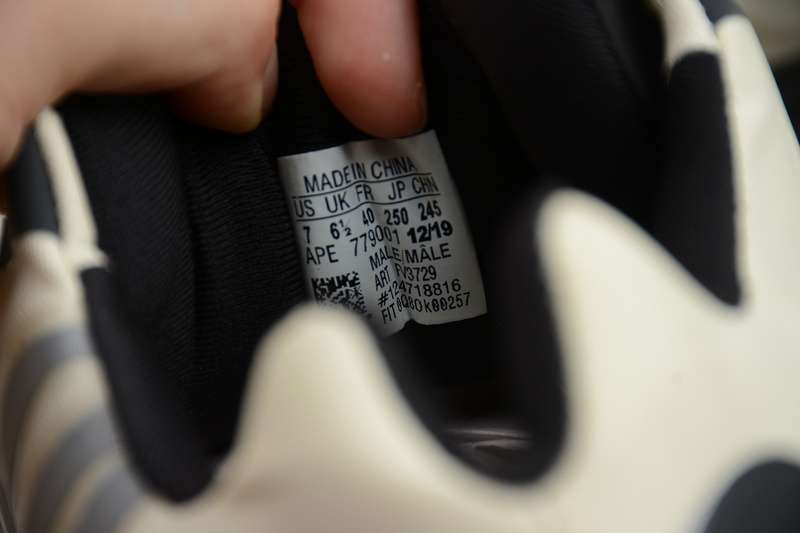 MADE IN CHINA
US UK FR JP CHN
7 6½ 40 250 245
APE 779001 12/19
MALE/MÂLE
ART FV3729
#124718816
FIT